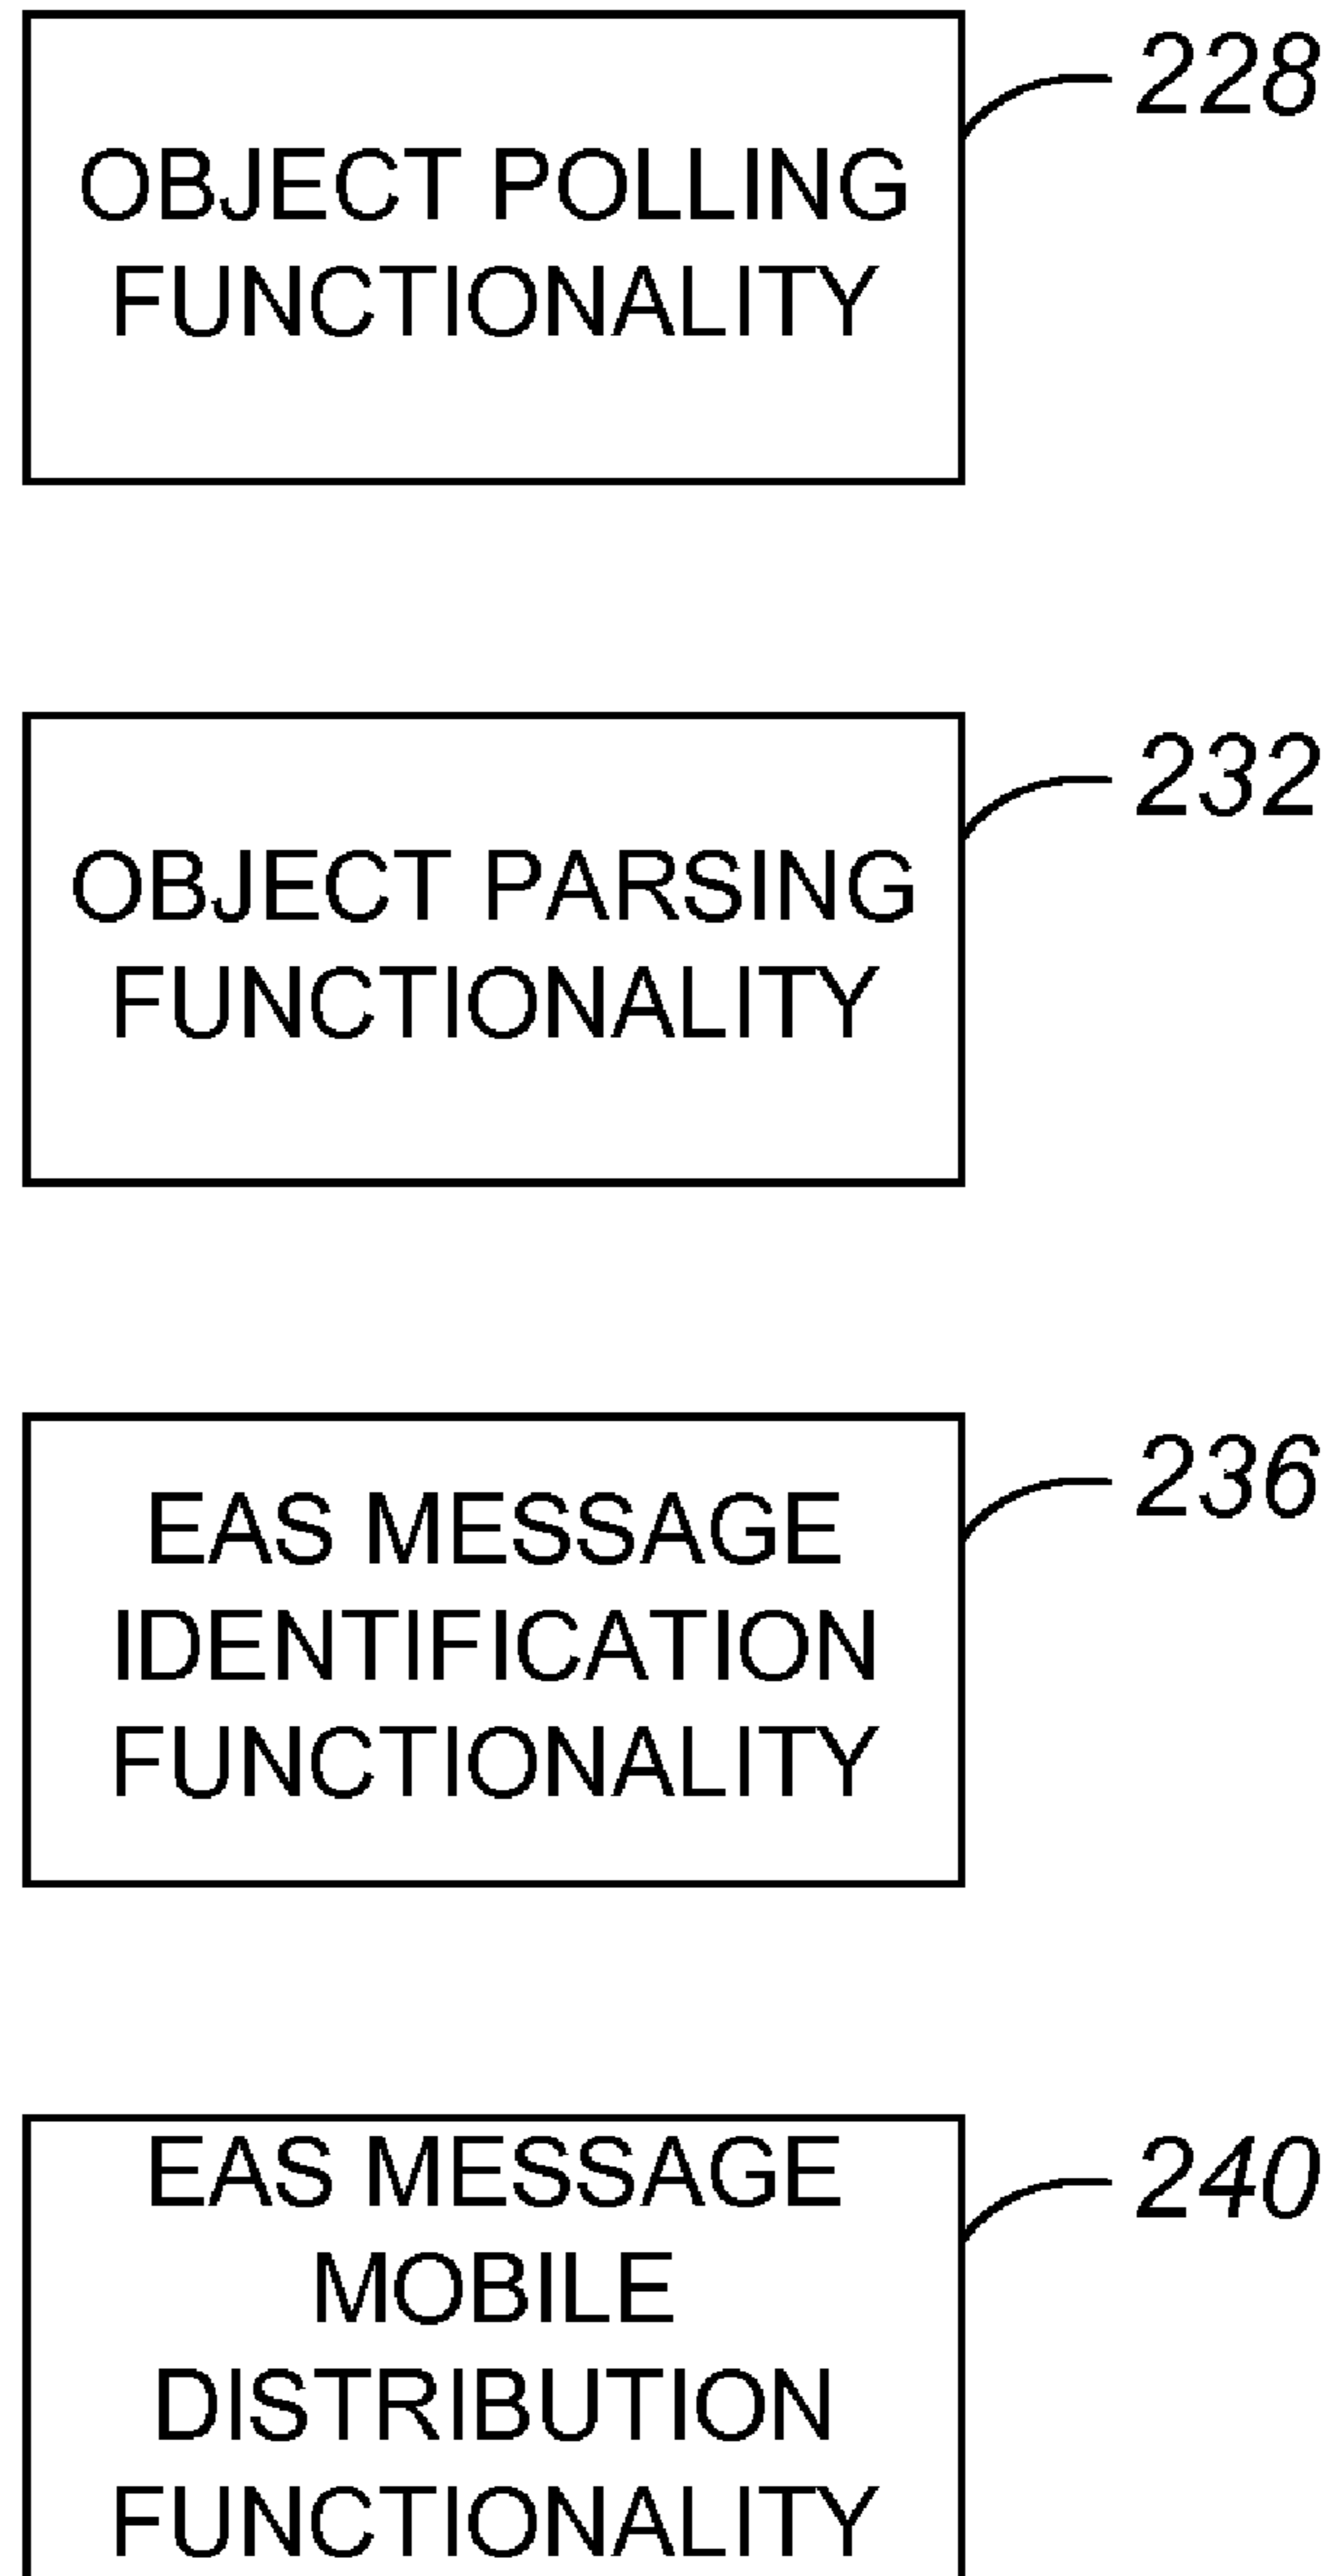 228
OBJECT POLLING
FUNCTIONALITY
232
OBJECT PARSING
FUNCTIONALITY
236
EAS MESSAGE
IDENTIFICATION
FUNCTIONALITY
240
EAS MESSAGE
MOBILE
DISTRIBUTION
FUNCTIONALITY